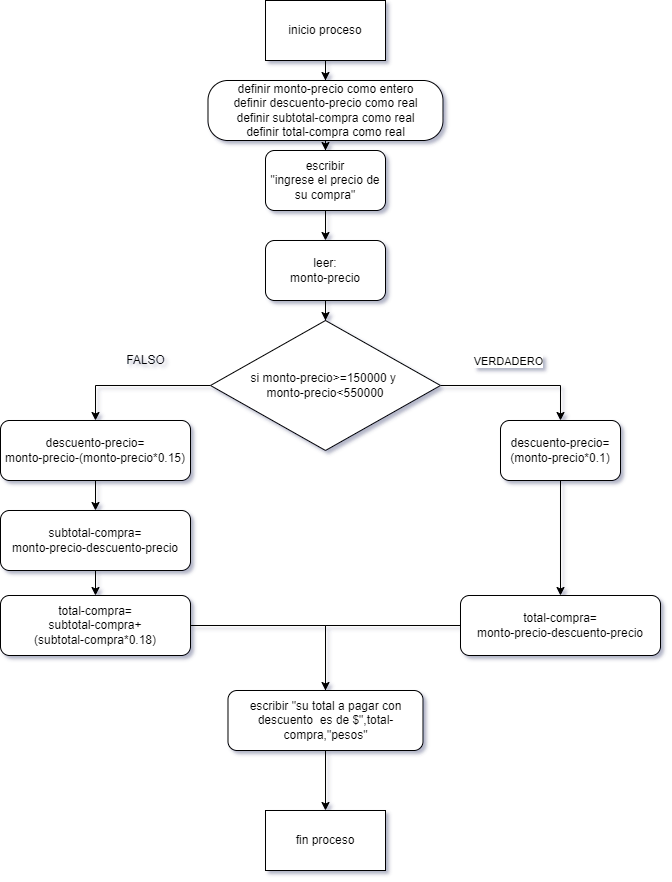 inicio proceso
definir monto-precio como entero
definir descuento-precio como real
definir subtotal-compra como real
definir total-compra como real
escribir
"ingrese el precio de
su compra"
leer:
monto-precio
FALSO
VERDADERO
si monto-precio>=150000 y
monto-precio<550000
descuento-precio=
monto-precio-(monto-precio*0.15)
descuento-precio=
(monto-precio*0.1)
subtotal-compra=
monto-precio-descuento-precio
total-compra=
subtotal-compra+
(subtotal-compra*0.18)
total-compra=
monto-precio-descuento-precio
escribir "su total a pagar con
descuento  es de $",total-
compra,"pesos"
fin proceso